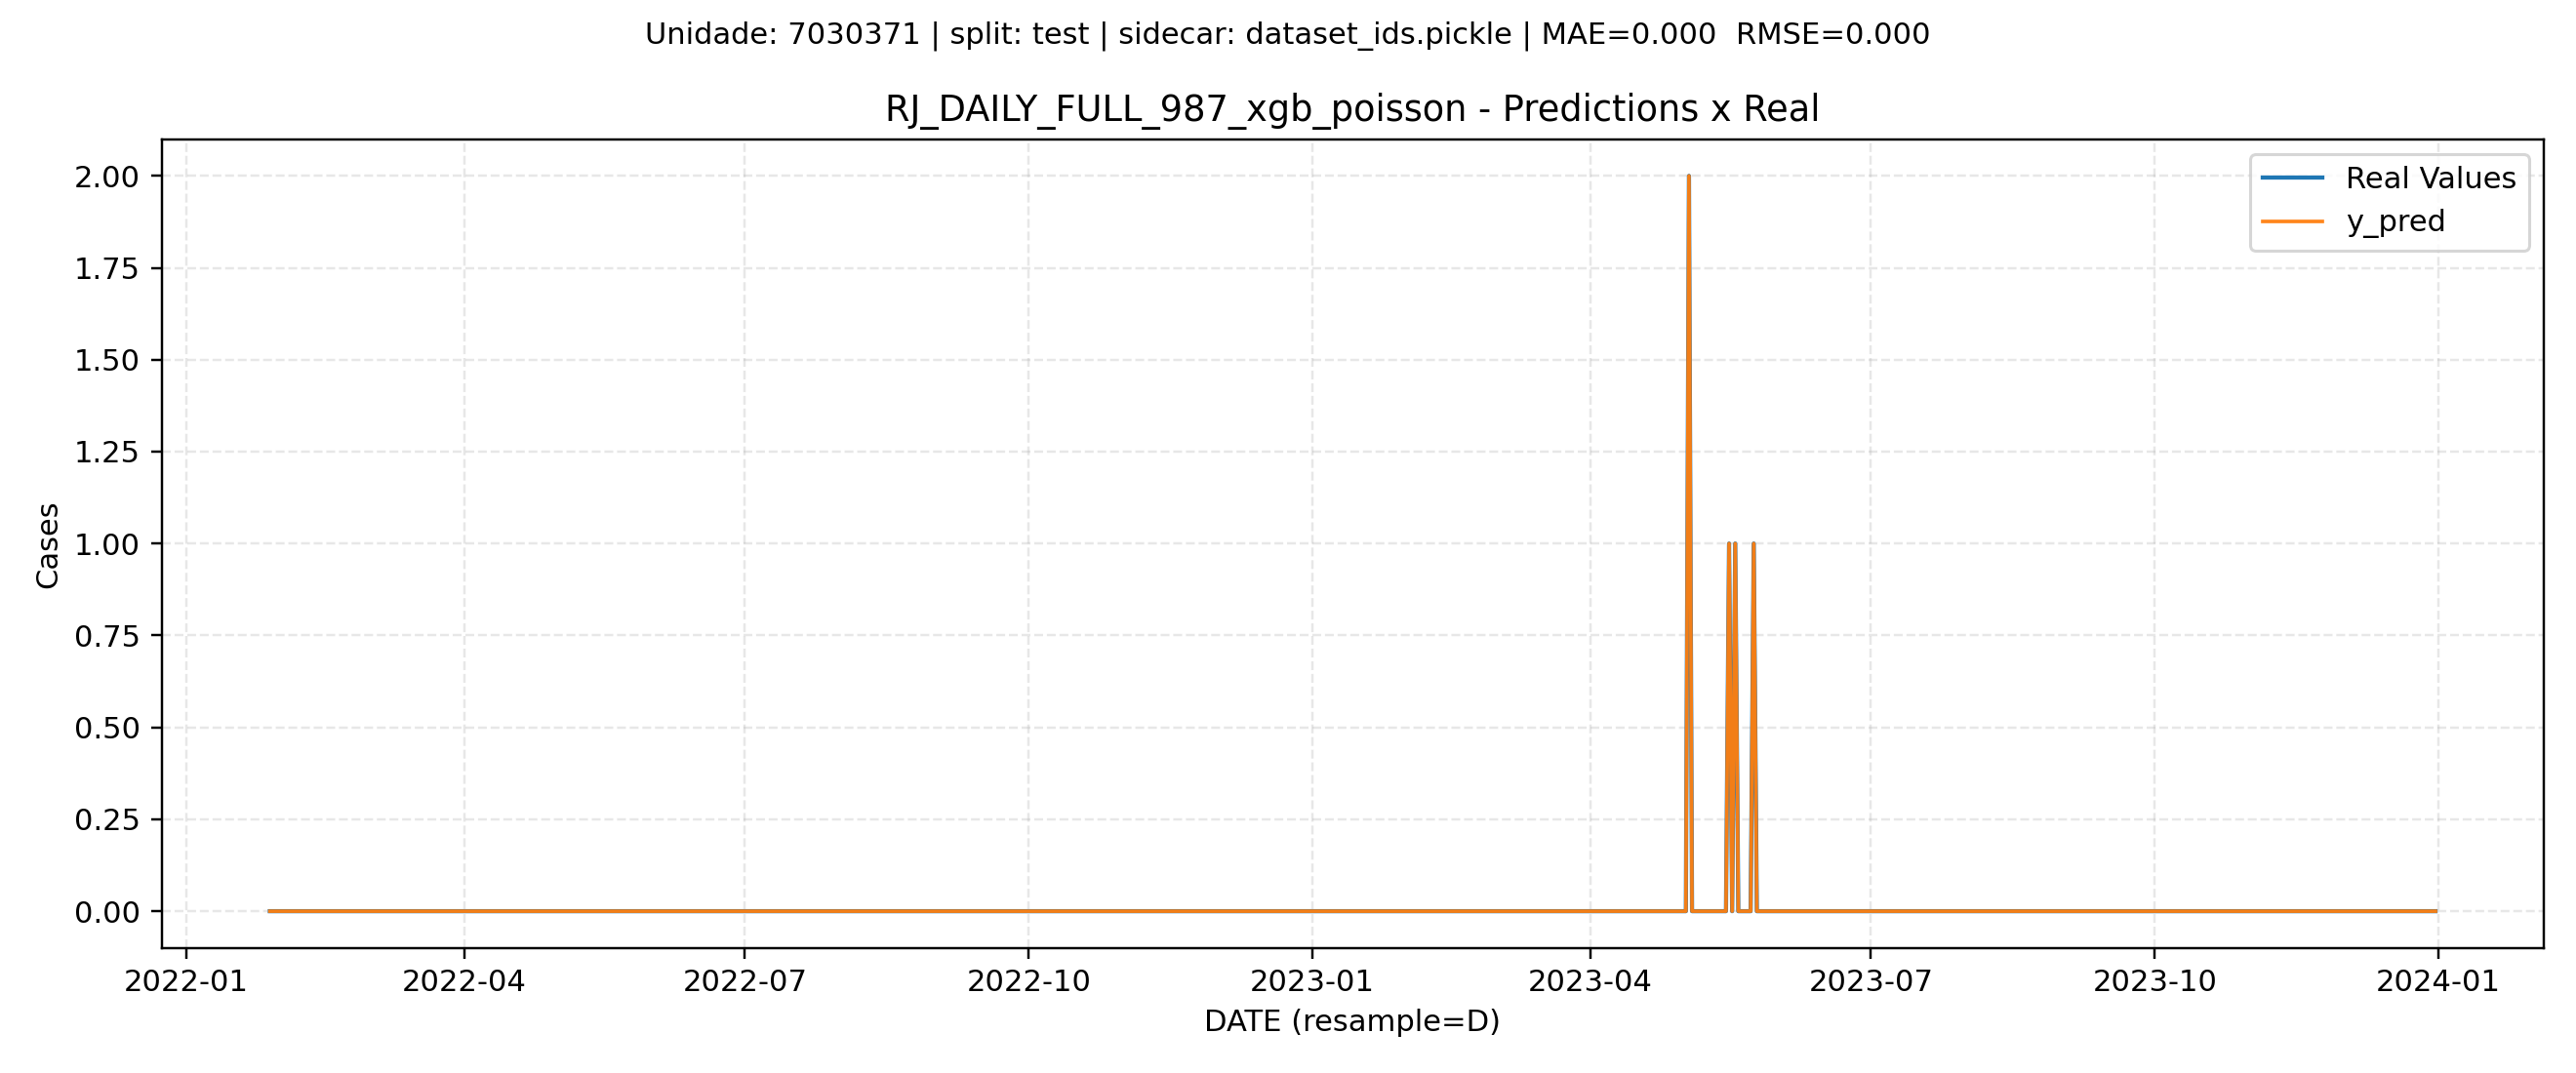 Unidade: 7030371 | split: test | sidecar: dataset_ids.pickle | MAE=0.000  RMSE=0.000
RJ_DAILY_FULL_987_xgb_poisson - Predictions x Real
Real Values
y_pred
2.00
1.75
1.50
1.25
1.00
0.75
0.50
0.25
0.00
Cases
2022-01 2022-04 2022-07 2022-10 2023-01 2023-04 2023-07 2023-10 2024-01
DATE (resample=D)